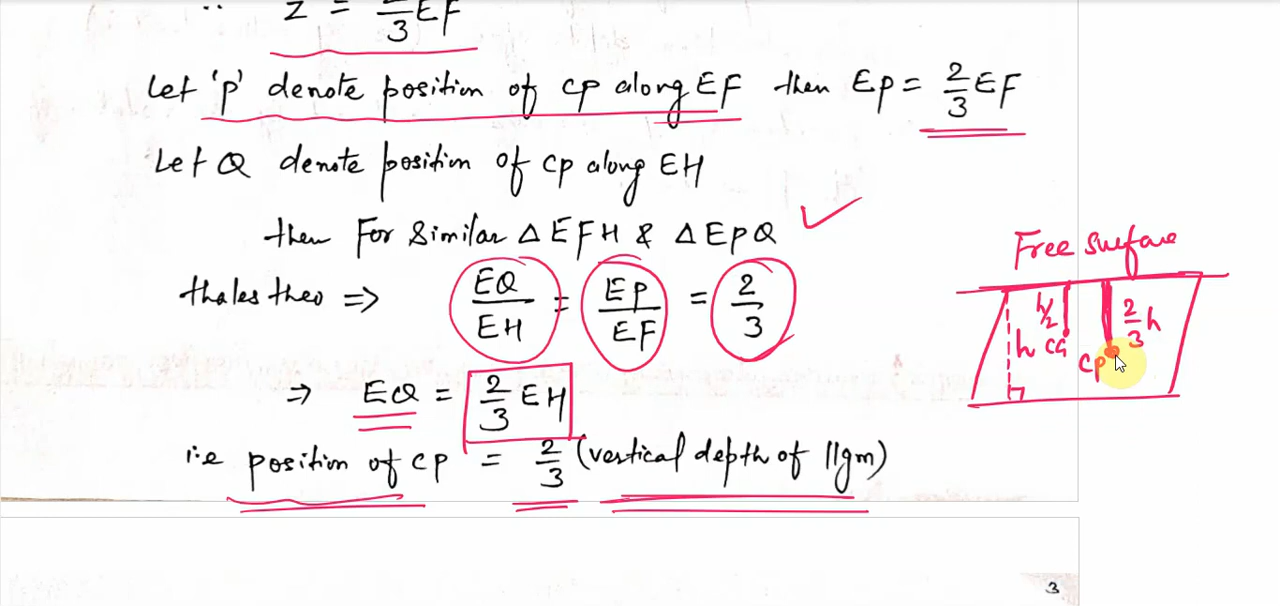 ∴ z = 2/3 EF
Let 'p' denote position of cp along EF then EP = 2/3 EF
Let Q denote position of cp along EH
then For Similar Δ EFH & Δ EPQ
thales theo ⇒ EQ/EH = EP/EF = 2/3
⇒ EQ = 2/3 EH
i.e position of cp = 2/3 (vertical depth of llgm)
Free surface
h/2
2/3 h
h
CG
cp
3